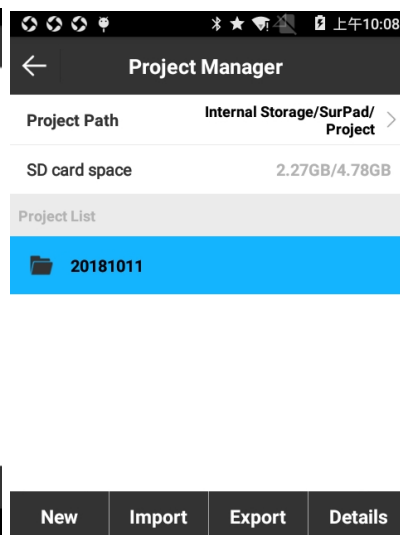 上午10:08
Project Manager
Project Path
Internal Storage/SurPad/
Project
SD card space
2.27GB/4.78GB
Project List
20181011
New
Import
Export
Details